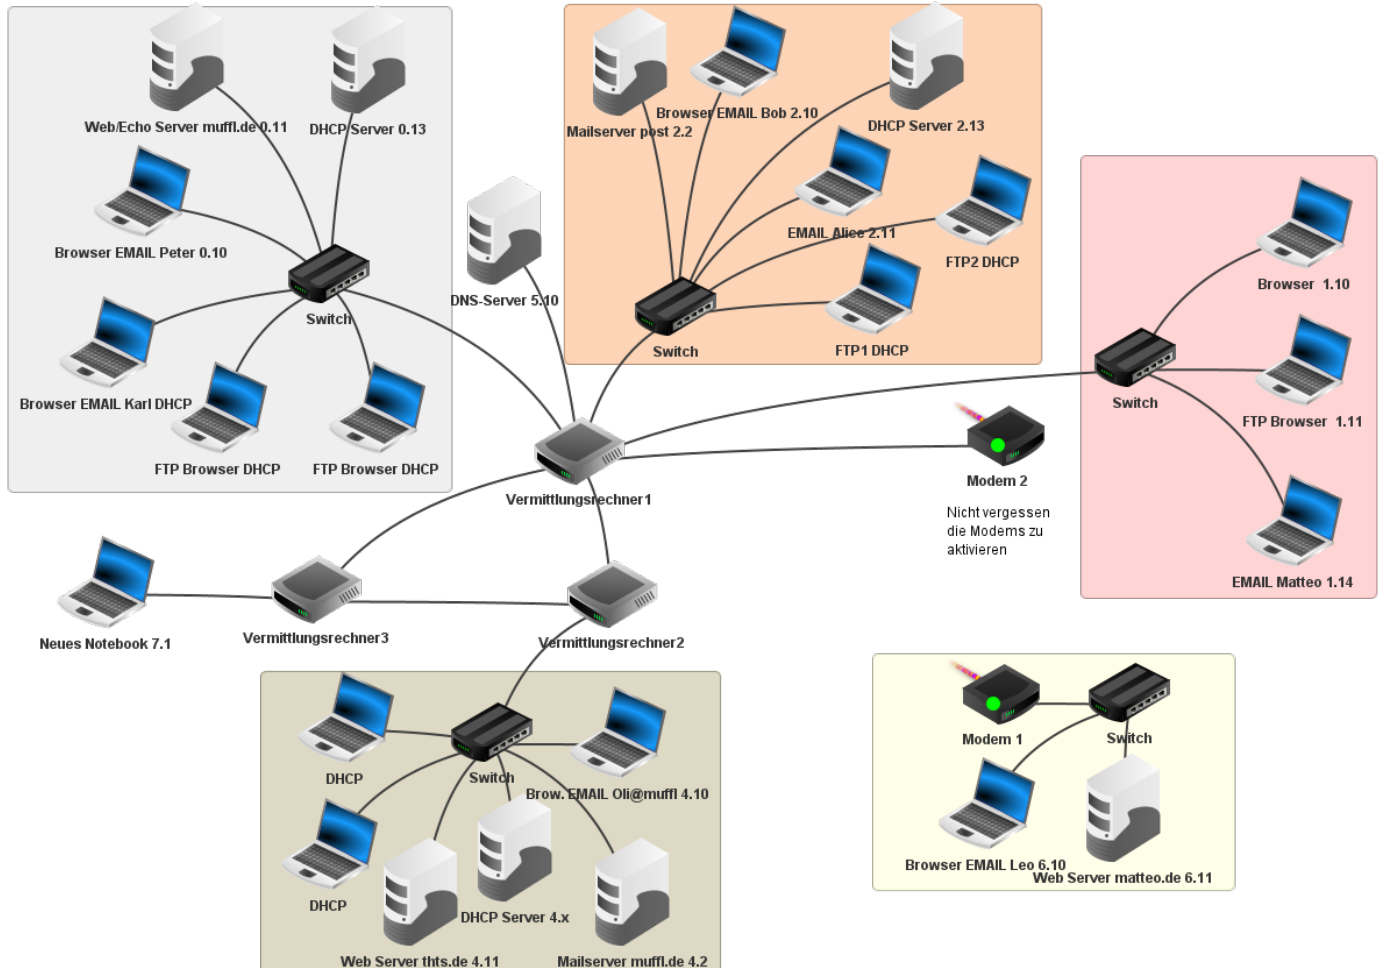 Web/Echo Server muffl.de 0.11
DHCP Server 0.13
Browser EMAIL Peter 0.10
Switch
Browser EMAIL Karl DHCP
FTP Browser DHCP
FTP Browser DHCP
DNS-Server 5.10
Mailserver post 2.2
Browser EMAIL Bob 2.10
DHCP Server 2.13
EMAIL Alice 2.11
FTP2 DHCP
Switch
FTP1 DHCP
Browser 1.10
Switch
FTP Browser 1.11
EMAIL Matteo 1.14
Vermittlungsrechner1
Modem 2
Nicht vergessen
die Modems zu
aktivieren
Neues Notebook 7.1
Vermittlungsrechner3
Vermittlungsrechner2
DHCP
Switch
Brow. EMAIL Oli@muffl 4.10
DHCP
DHCP Server 4.x
Web Server thts.de 4.11
Mailserver muffl.de 4.2
Modem 1
Switch
Browser EMAIL Leo 6.10
Web Server matteo.de 6.11